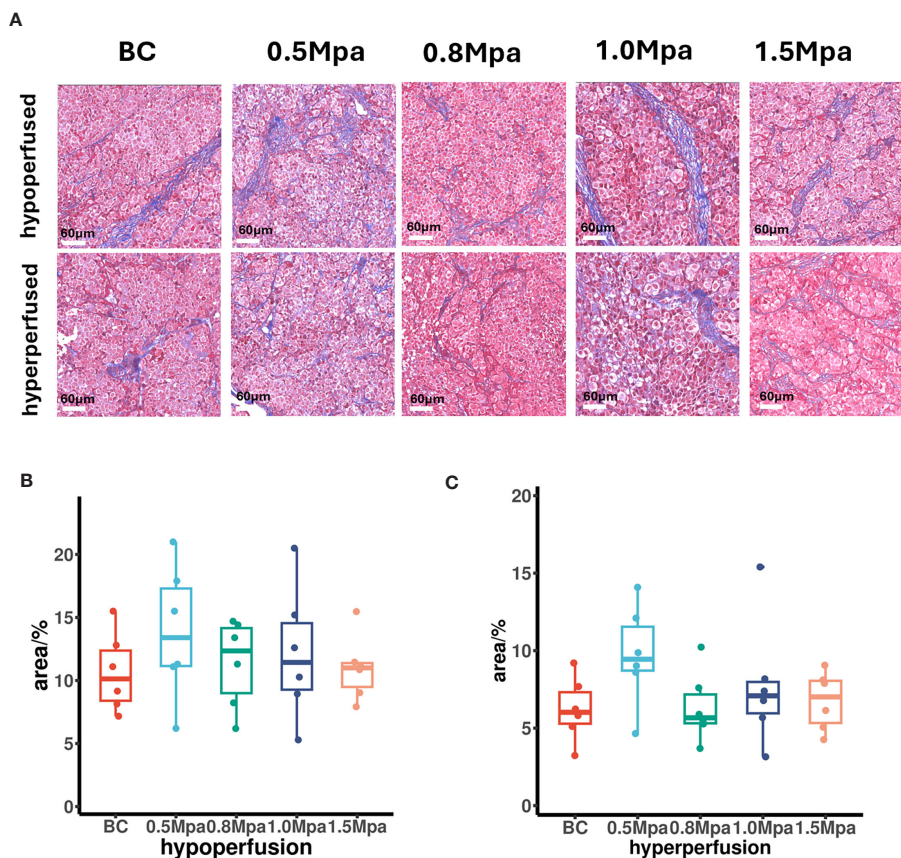 A
BC 0.5Mpa 0.8Mpa 1.0Mpa 1.5Mpa
hypoperfused
60μm 60μm 60μm 60μm 60μm
hyperperfused
60μm 60μm 60μm 60μm 60μm
B
area/%
20
15
10
5
0
BC 0.5Mpa 0.8Mpa 1.0Mpa 1.5Mpa
hypoperfusion
C
area/%
20
15
10
5
0
BC 0.5Mpa 0.8Mpa 1.0Mpa 1.5Mpa
hyperperfusion